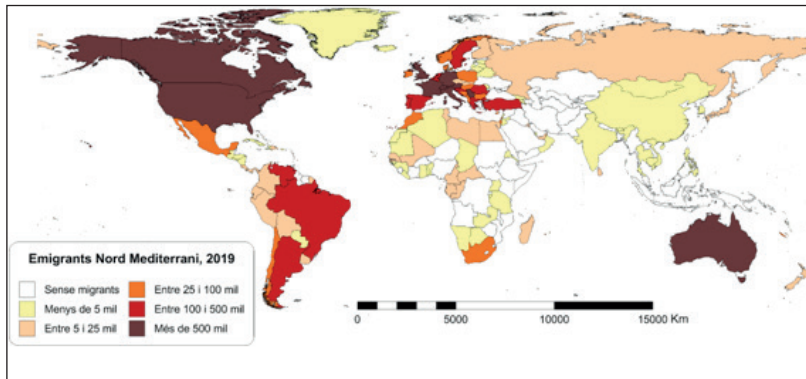 Emigrants Nord Mediterrani, 2019
Sense migrants
Entre 25 i 100 mil
Menys de 5 mil
Entre 100 i 500 mil
Entre 5 i 25 mil
Més de 500 mil
0 5000 10000 15000 Km